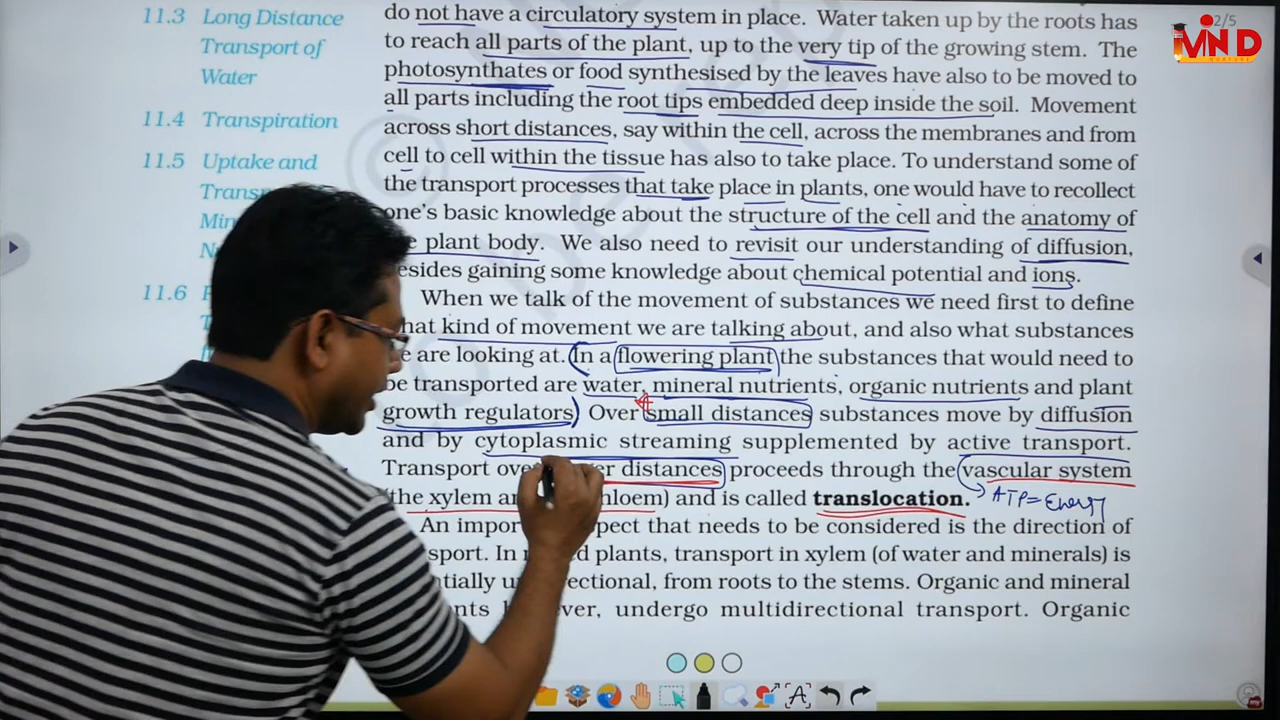 11.3 Long Distance
Transport of
Water
11.4 Transpiration
11.5 Uptake and
11.6
do not have a circulatory system in place. Water taken up by the roots has
to reach all parts of the plant, up to the very tip of the growing stem. The
photosynthates or food synthesised by the leaves have also to be moved to
all parts including the root tips embedded deep inside the soil. Movement
across short distances, say within the cell, across the membranes and from
cell to cell within the tissue has also to take place. To understand some of
the transport processes that take place in plants, one would have to recollect
one's basic knowledge about the structure of the cell and the anatomy of
plant body. We also need to revisit our understanding of diffusion,
esides gaining some knowledge about chemical potential and ions.
When we talk of the movement of substances we need first to define
hat kind of movement we are talking about, and also what substances
e are looking at. In a flowering plant the substances that would need to
be transported are water, mineral nutrients, organic nutrients and plant
growth regulators. Over small distances substances move by diffusion
and by cytoplasmic streaming supplemented by active transport.
Transport over distances proceeds through the vascular system
(the xylem an hloem) and is called translocation.
ATP = Energy
An impor pect that needs to be considered is the direction of
sport. In d plants, transport in xylem (of water and minerals) is
tially u ectional, from roots to the stems. Organic and mineral
nts ver, undergo multidirectional transport. Organic
2/5
MIND